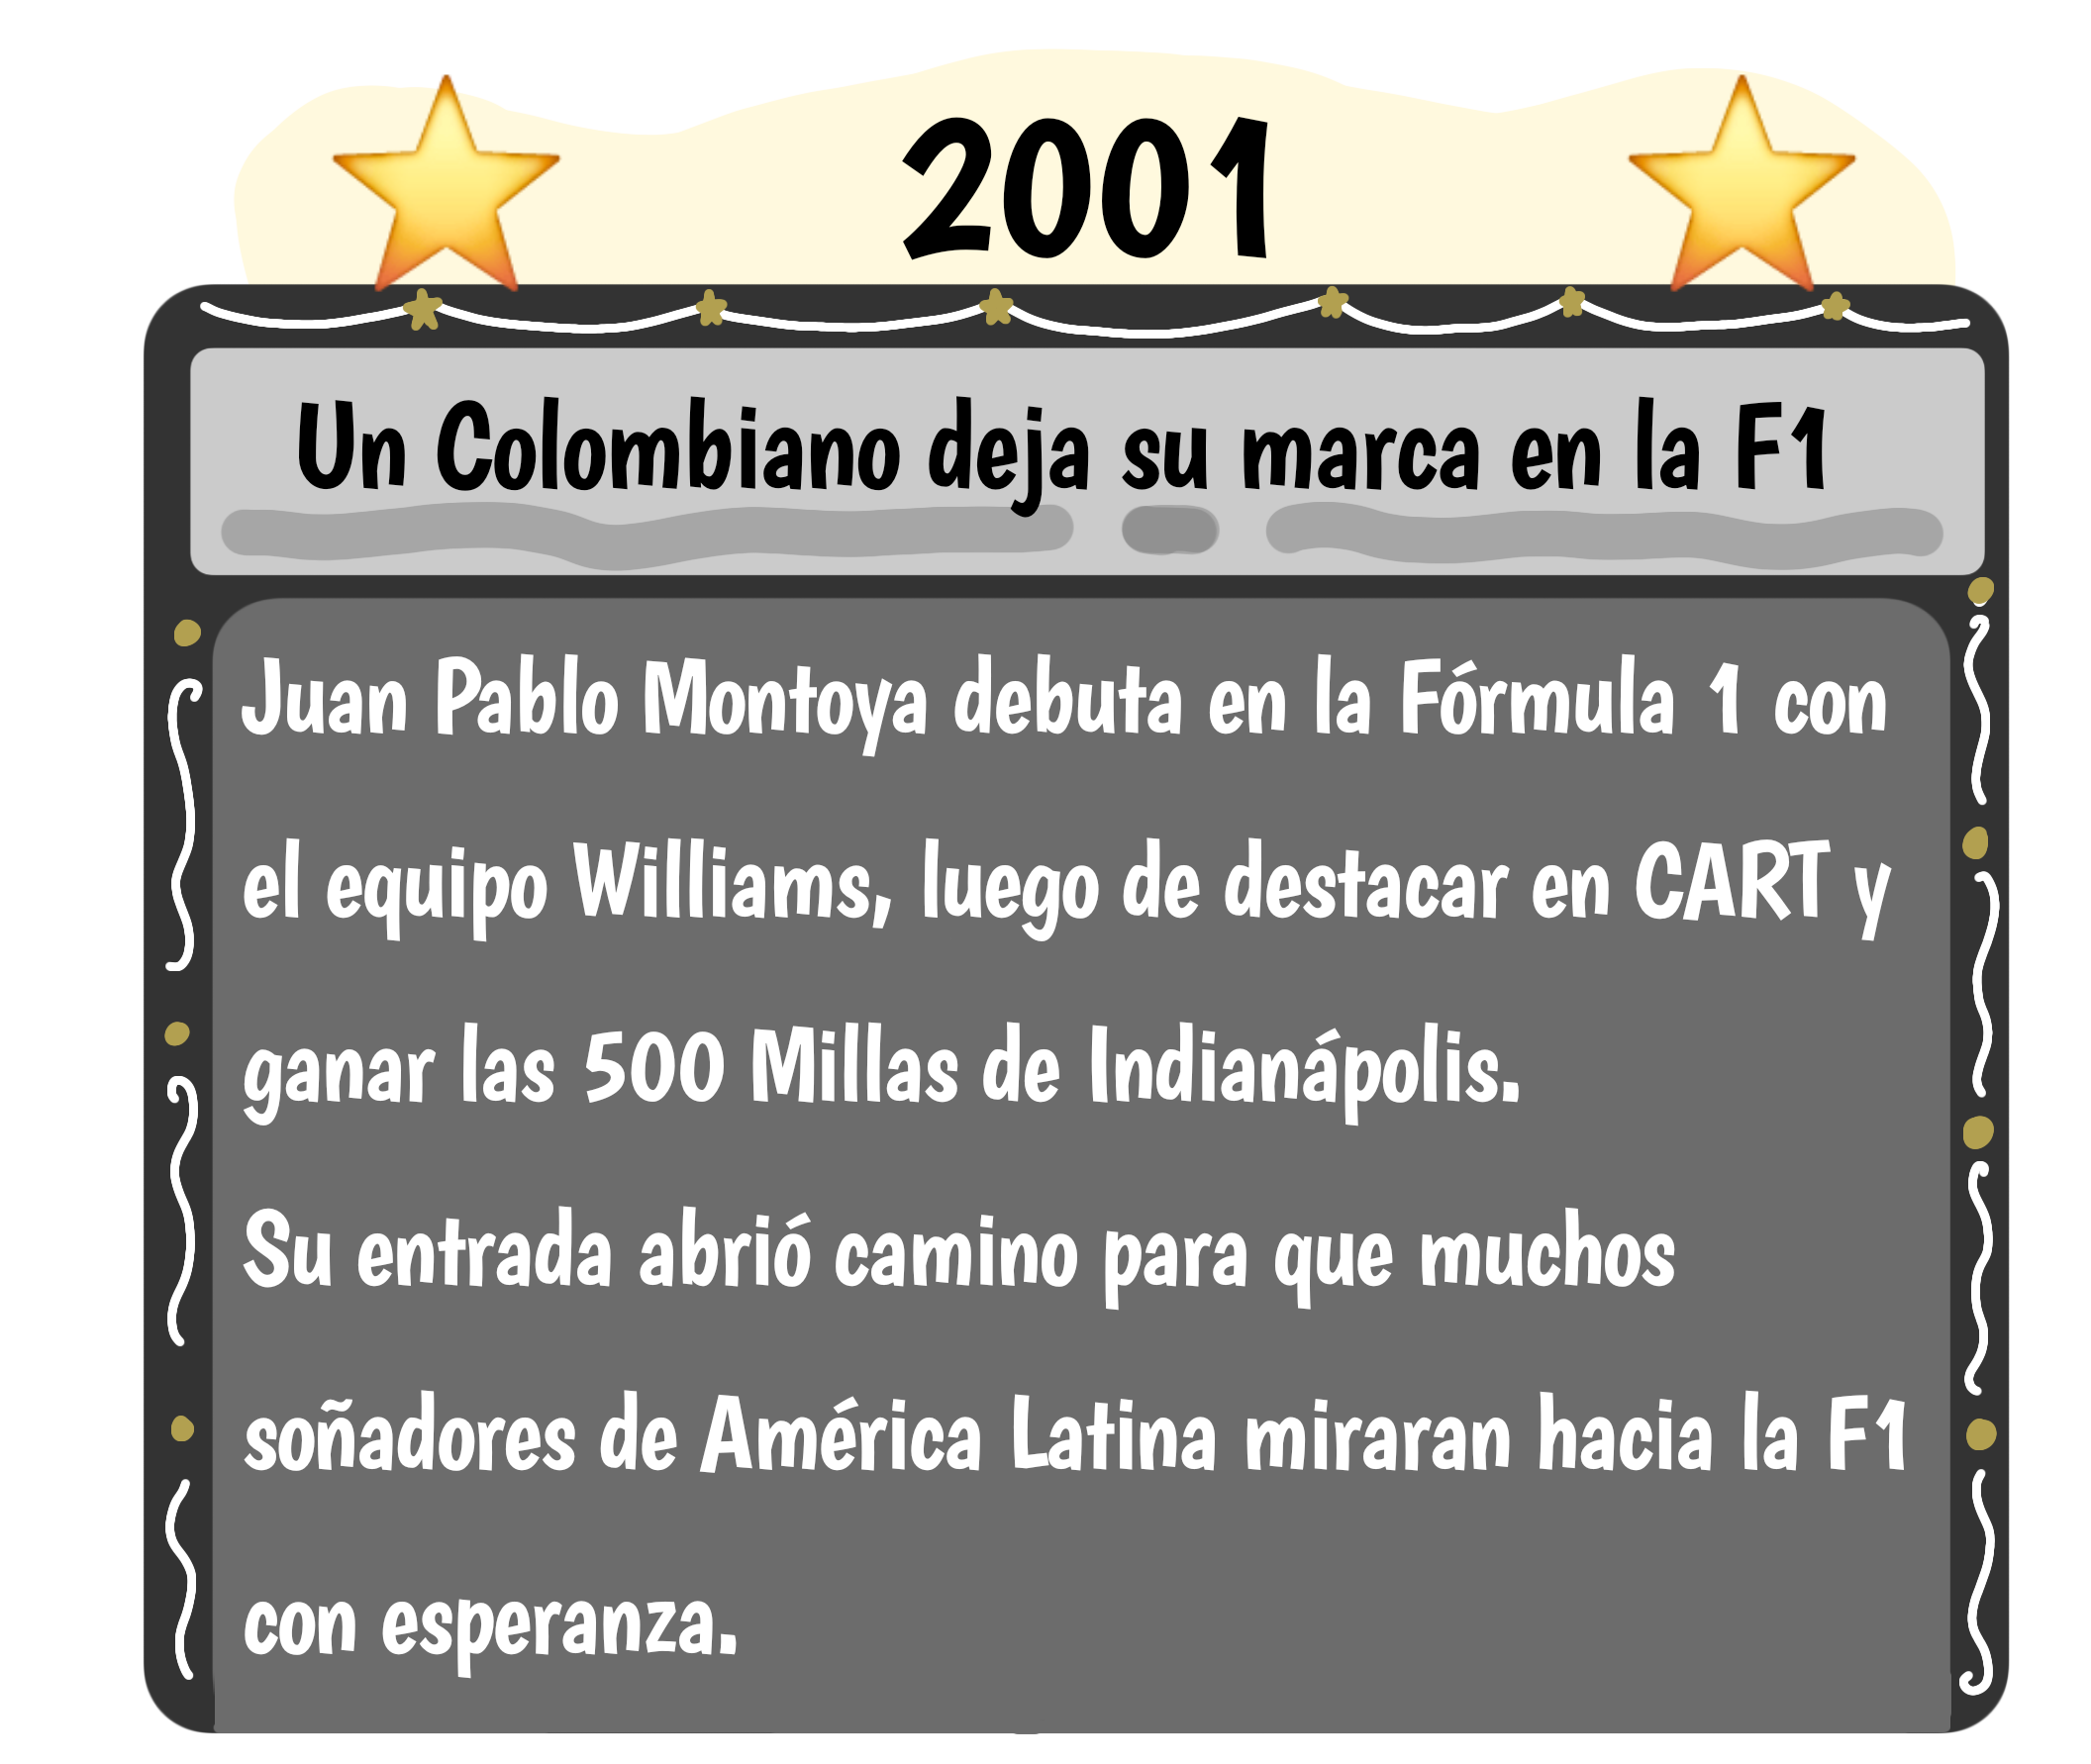 2001
Un Colombiano deja su marca en la F1
Juan Pablo Montoya debuta en la Fórmula 1 con
el equipo Williams, luego de destacar en CART y
ganar las 500 Millas de Indianápolis.
Su entrada abrió camino para que muchos
soñadores de América Latina miraran hacia la F1
con esperanza.